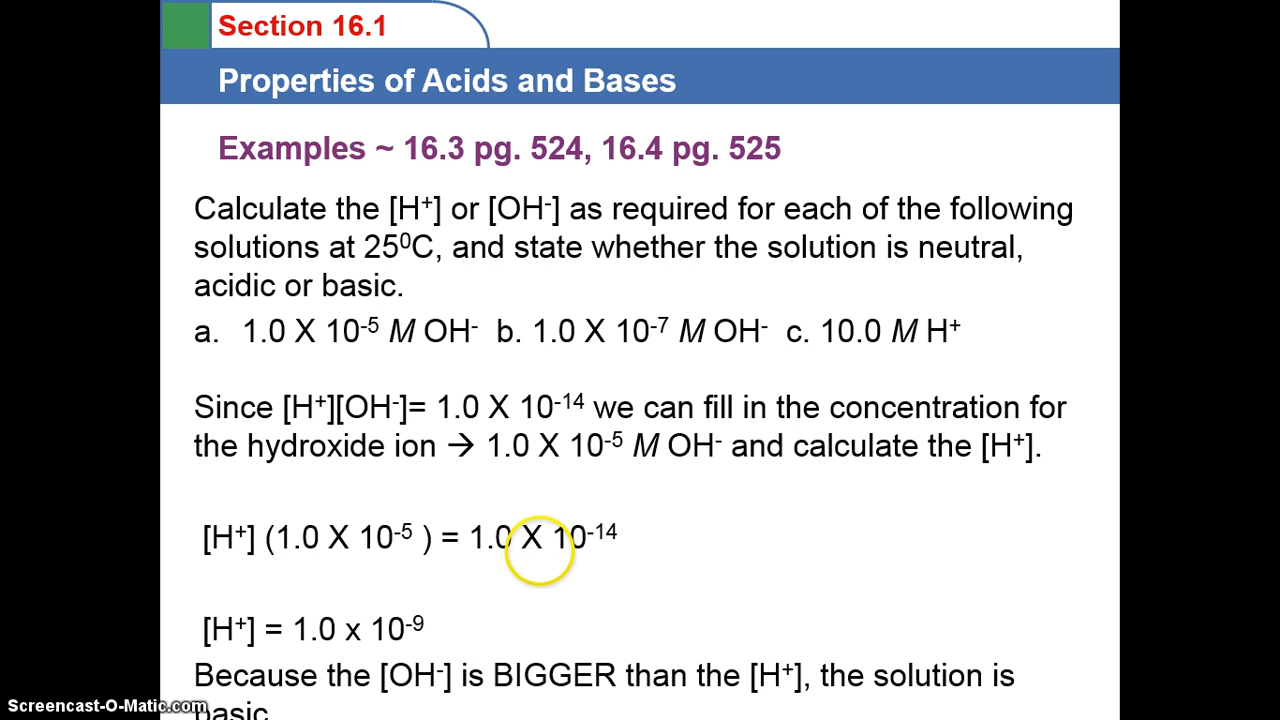 Section 16.1
Properties of Acids and Bases
Examples ~ 16.3 pg. 524, 16.4 pg. 525
Calculate the [H⁺] or [OH⁻] as required for each of the following
solutions at 25⁰C, and state whether the solution is neutral,
acidic or basic.
a. 1.0 X 10⁻⁵ M OH⁻ b. 1.0 X 10⁻⁷ M OH⁻ c. 10.0 M H⁺
Since [H⁺][OH⁻]= 1.0 X 10⁻¹⁴ we can fill in the concentration for
the hydroxide ion → 1.0 X 10⁻⁵ M OH⁻ and calculate the [H⁺].
[H⁺] (1.0 X 10⁻⁵ ) = 1.0 X 10⁻¹⁴
[H⁺] = 1.0 x 10⁻⁹
Because the [OH⁻] is BIGGER than the [H⁺], the solution is
basic
Screencast-O-Matic.com